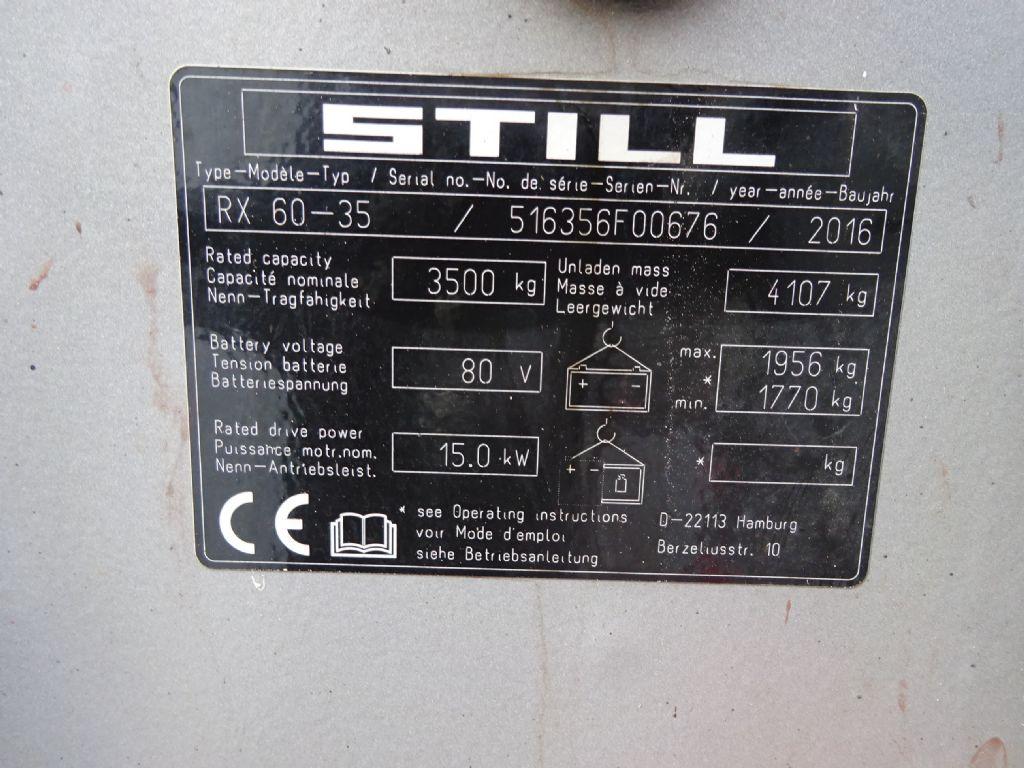 STILL
Type-Modèle-Typ / Serial no.-No. de série-Serien-Nr. / year-année-Baujahr
RX 60-35 / 516356F00676 / 2016
Rated capacity
Capacité nominale
Nenn-Tragfähigkeit
3500 kg
Unladen mass
Masse à vide
Leergewicht
4107 kg
Battery voltage
Tension batterie
Batteriespannung
80 V
+ -
max. 1956 kg
*
min. 1770 kg
Rated drive power
Puissance motr.nom.
Nenn-Antriebsleist.
15.0 kW
+ -
* kg
CE
* see Operating instructions
voir Mode d'emploi
siehe Betriebsanleitung
D-22113 Hamburg
Berzeliusstr. 10